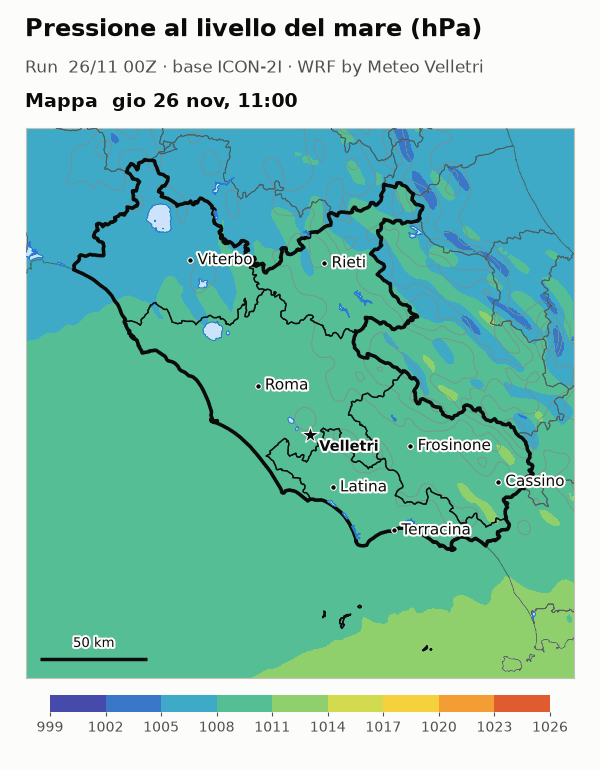 Pressione al livello del mare (hPa)
Run  26/11 00Z · base ICON-2I · WRF by Meteo Velletri
Mappa  gio 26 nov, 11:00
Viterbo
Rieti
Roma
Velletri
Frosinone
Latina
Cassino
Terracina
50 km
999 1002 1005 1008 1011 1014 1017 1020 1023 1026